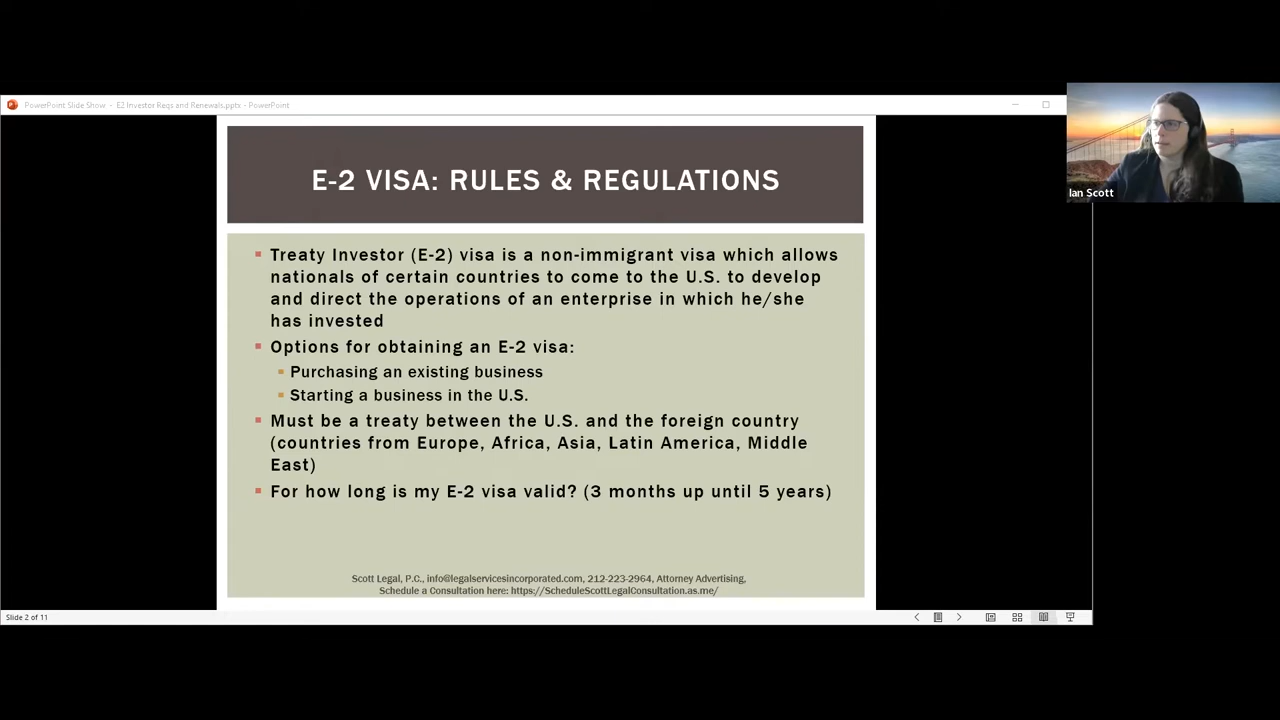 PowerPoint Slide Show - E2 Investor Reqs and Renewals.pptx - PowerPoint
E-2 VISA: RULES & REGULATIONS
Treaty Investor (E-2) visa is a non-immigrant visa which allows
nationals of certain countries to come to the U.S. to develop
and direct the operations of an enterprise in which he/she
has invested
Options for obtaining an E-2 visa:
Purchasing an existing business
Starting a business in the U.S.
Must be a treaty between the U.S. and the foreign country
(countries from Europe, Africa, Asia, Latin America, Middle
East)
For how long is my E-2 visa valid? (3 months up until 5 years)
Scott Legal, P.C., info@legalservicesincorporated.com, 212-223-2964, Attorney Advertising,
Schedule a Consultation here: https://ScheduleScottLegalConsultation.as.me/
Slide 2 of 11
Ian Scott